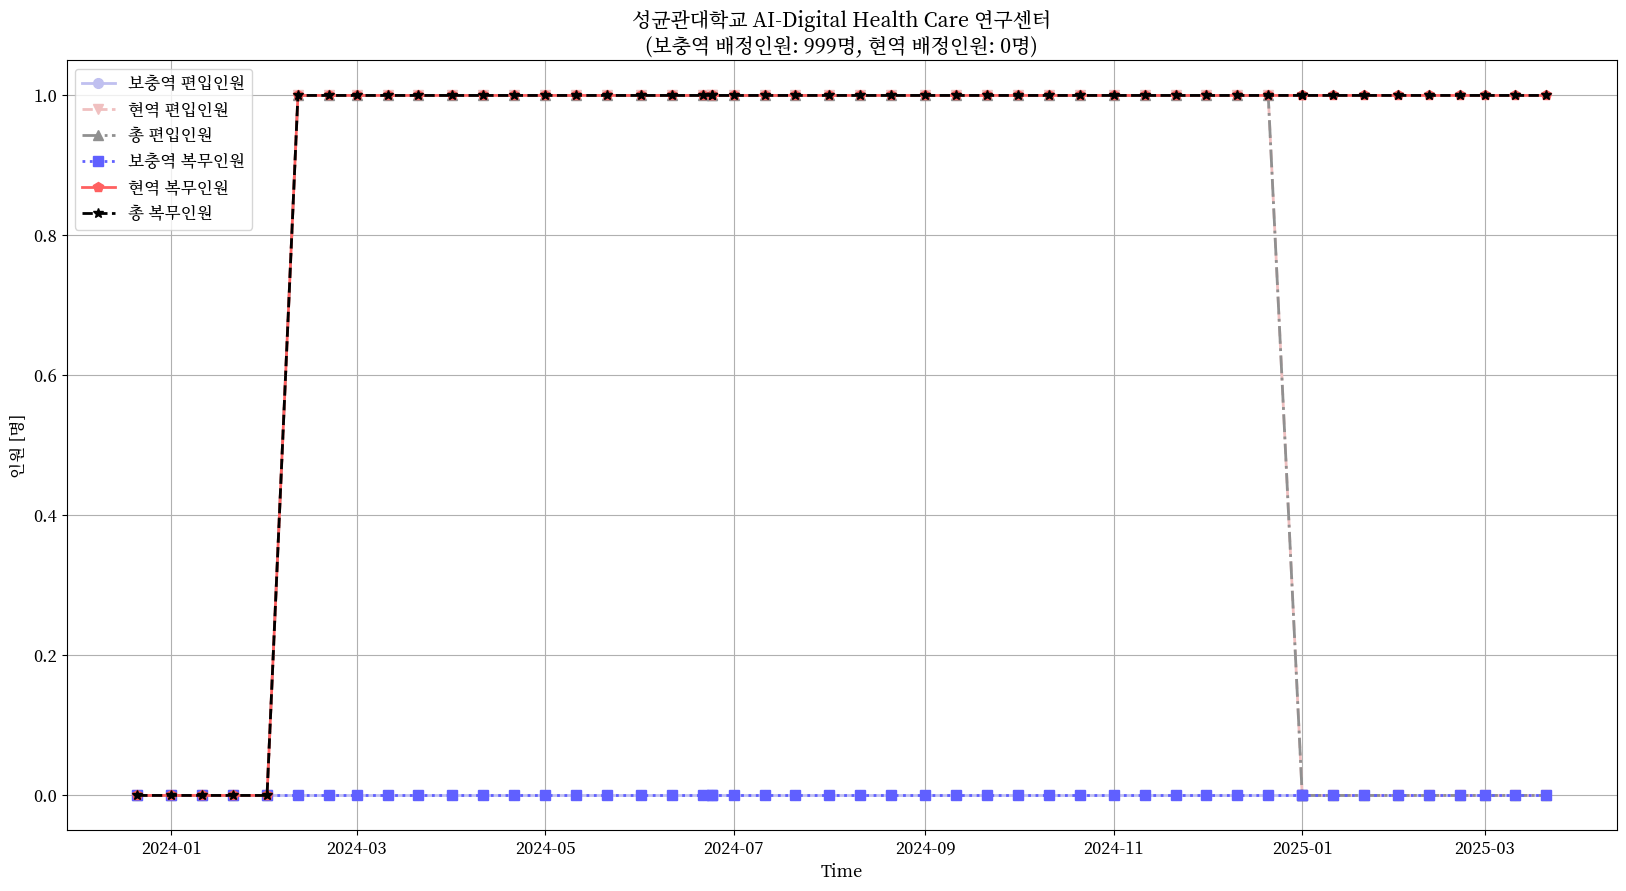 성균관대학교 AI-Digital Health Care 연구센터
(보충역 배정인원: 999명, 현역 배정인원: 0명)
보충역 편입인원
현역 편입인원
총 편입인원
보충역 복무인원
현역 복무인원
총 복무인원
인원 [명]
1.0
0.8
0.6
0.4
0.2
0.0
2024-01
2024-03
2024-05
2024-07
2024-09
2024-11
2025-01
2025-03
Time